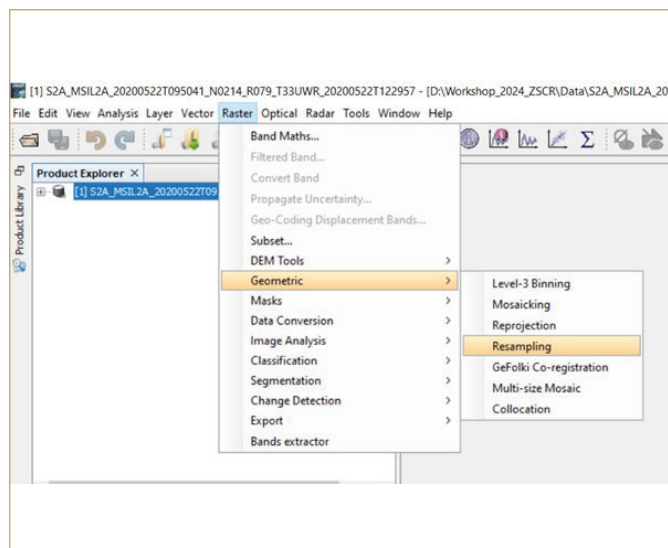 [1] S2A_MSIL2A_20200522T095041_N0214_R079_T33UWR_20200522T122957 - [D:\Workshop_2024_ZSCR\Data\S2A_MSIL2A_20
File Edit View Analysis Layer Vector Raster Optical Radar Tools Window Help
Product Library
Product Explorer
[1] S2A_MSIL2A_20200522T09
Band Maths...
Filtered Band...
Convert Band
Propagate Uncertainty...
Geo-Coding Displacement Bands...
Subset...
DEM Tools
Geometric
Masks
Data Conversion
Image Analysis
Classification
Segmentation
Change Detection
Export
Bands extractor
Level-3 Binning
Mosaicking
Reprojection
Resampling
GeFolki Co-registration
Multi-size Mosaic
Collocation